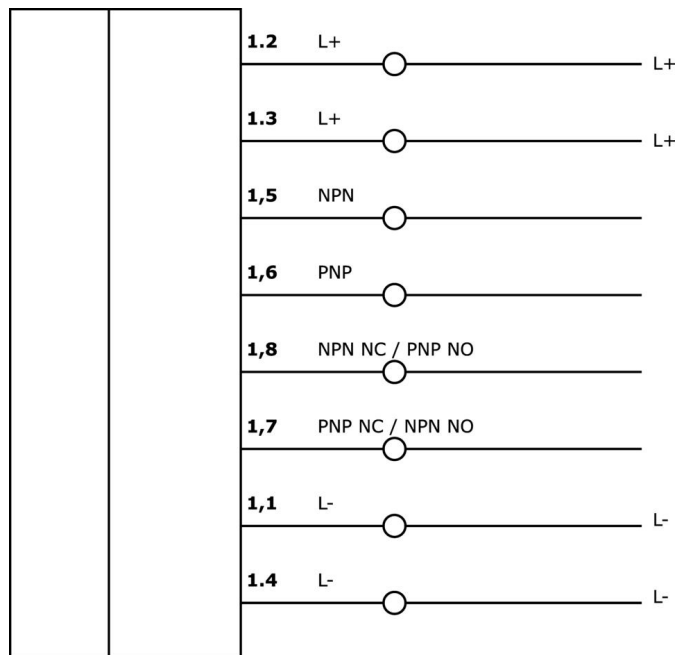 1.2 L+
L+
1.3 L+
L+
1,5 NPN
1,6 PNP
1,8 NPN NC / PNP NO
1,7 PNP NC / NPN NO
1,1 L-
L-
1.4 L-
L-